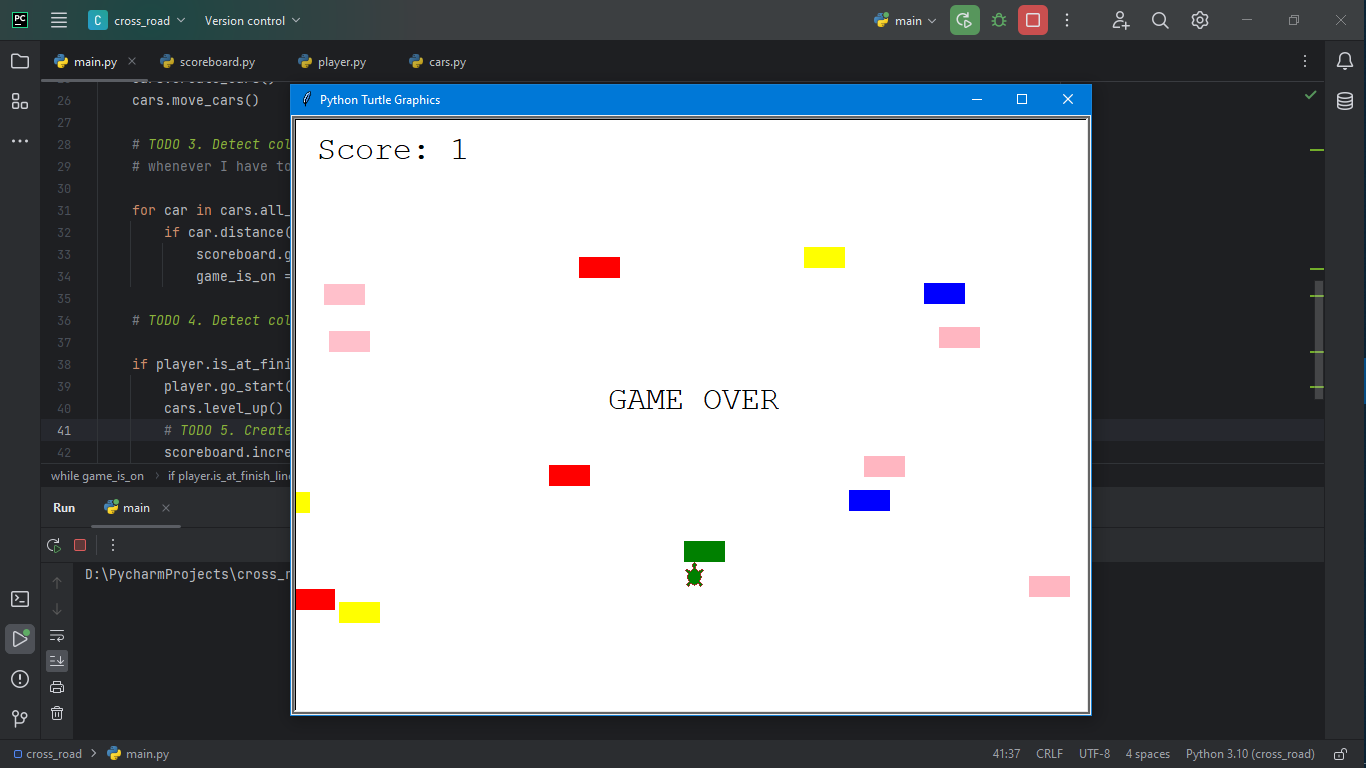 PC
C cross_road
Version control
main
main.py
scoreboard.py
player.py
cars.py
26 cars.move_cars()
27
28 # TODO 3. Detect col
29 # whenever I have to
30
31 for car in cars.all_
32 if car.distance(
33 scoreboard.g
34 game_is_on =
35
36 # TODO 4. Detect col
37
38 if player.is_at_fini
39 player.go_start(
40 cars.level_up()
41 # TODO 5. Create
42 scoreboard.incre
while game_is_on
if player.is_at_finish_line
Python Turtle Graphics
Score: 1
GAME OVER
Run
main
D:\PycharmProjects\cross_r
cross_road
main.py
41:37
CRLF
UTF-8
4 spaces
Python 3.10 (cross_road)